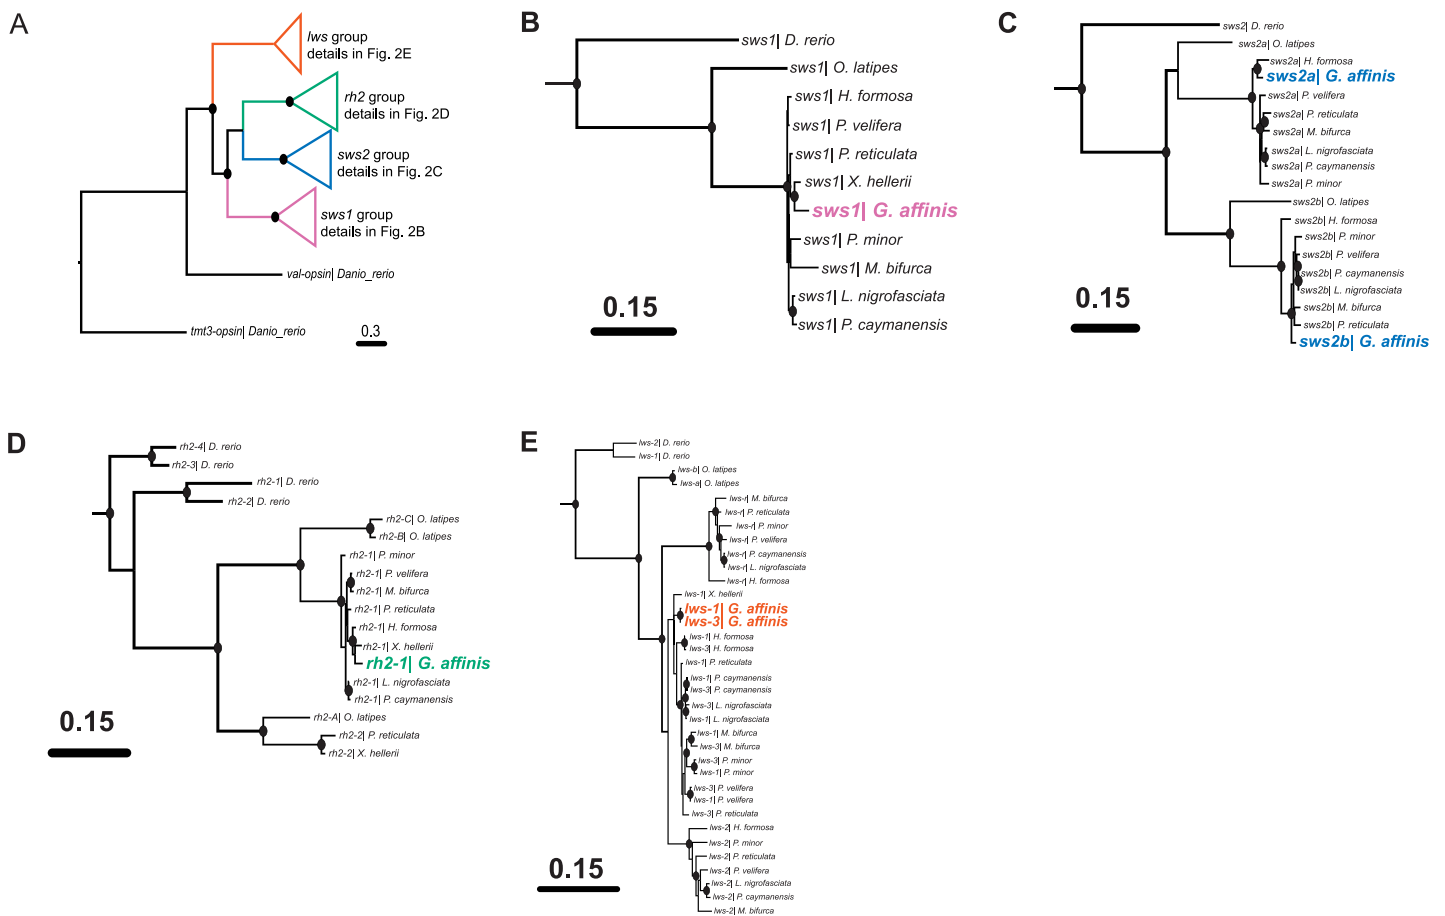 A
lws group
details in Fig. 2E
rh2 group
details in Fig. 2D
sws2 group
details in Fig. 2C
sws1 group
details in Fig. 2B
val-opsin| Danio_rerio
tmt3-opsin| Danio_rerio
0.3
B
sws1| D. rerio
sws1| O. latipes
sws1| H. formosa
sws1| P. velifera
sws1| P. reticulata
sws1| X. hellerii
sws1| G. affinis
sws1| P. minor
sws1| M. bifurca
sws1| L. nigrofasciata
sws1| P. caymanensis
0.15
C
sws2| D. rerio
sws2a| O. latipes
sws2a| H. formosa
sws2a| G. affinis
sws2a| P. velifera
sws2a| P. reticulata
sws2a| M. bifurca
sws2a| L. nigrofasciata
sws2a| P. caymanensis
sws2a| P. minor
sws2b| O. latipes
sws2b| H. formosa
sws2b| P. minor
sws2b| P. velifera
sws2b| P. caymanensis
sws2b| L. nigrofasciata
sws2b| M. bifurca
sws2b| P. reticulata
sws2b| G. affinis
0.15
D
rh2-4| D. rerio
rh2-3| D. rerio
rh2-1| D. rerio
rh2-2| D. rerio
rh2-C| O. latipes
rh2-B| O. latipes
rh2-1| P. minor
rh2-1| P. velifera
rh2-1| M. bifurca
rh2-1| P. reticulata
rh2-1| H. formosa
rh2-1| X. hellerii
rh2-1| G. affinis
rh2-1| L. nigrofasciata
rh2-1| P. caymanensis
rh2-A| O. latipes
rh2-2| P. reticulata
rh2-2| X. hellerii
0.15
E
lws-2| D. rerio
lws-1| D. rerio
lws-b| O. latipes
lws-a| O. latipes
lws-r| M. bifurca
lws-r| P. reticulata
lws-r| P. minor
lws-r| P. velifera
lws-r| P. caymanensis
lws-r| L. nigrofasciata
lws-r| H. formosa
lws-1| X. hellerii
lws-1| G. affinis
lws-3| G. affinis
lws-1| H. formosa
lws-3| H. formosa
lws-1| P. reticulata
lws-1| P. caymanensis
lws-3| P. caymanensis
lws-3| L. nigrofasciata
lws-1| L. nigrofasciata
lws-1| M. bifurca
lws-3| M. bifurca
lws-3| P. minor
lws-1| P. minor
lws-3| P. velifera
lws-1| P. velifera
lws-3| P. reticulata
lws-2| H. formosa
lws-2| P. minor
lws-2| P. reticulata
lws-2| P. velifera
lws-2| L. nigrofasciata
lws-2| P. caymanensis
lws-2| M. bifurca
0.15